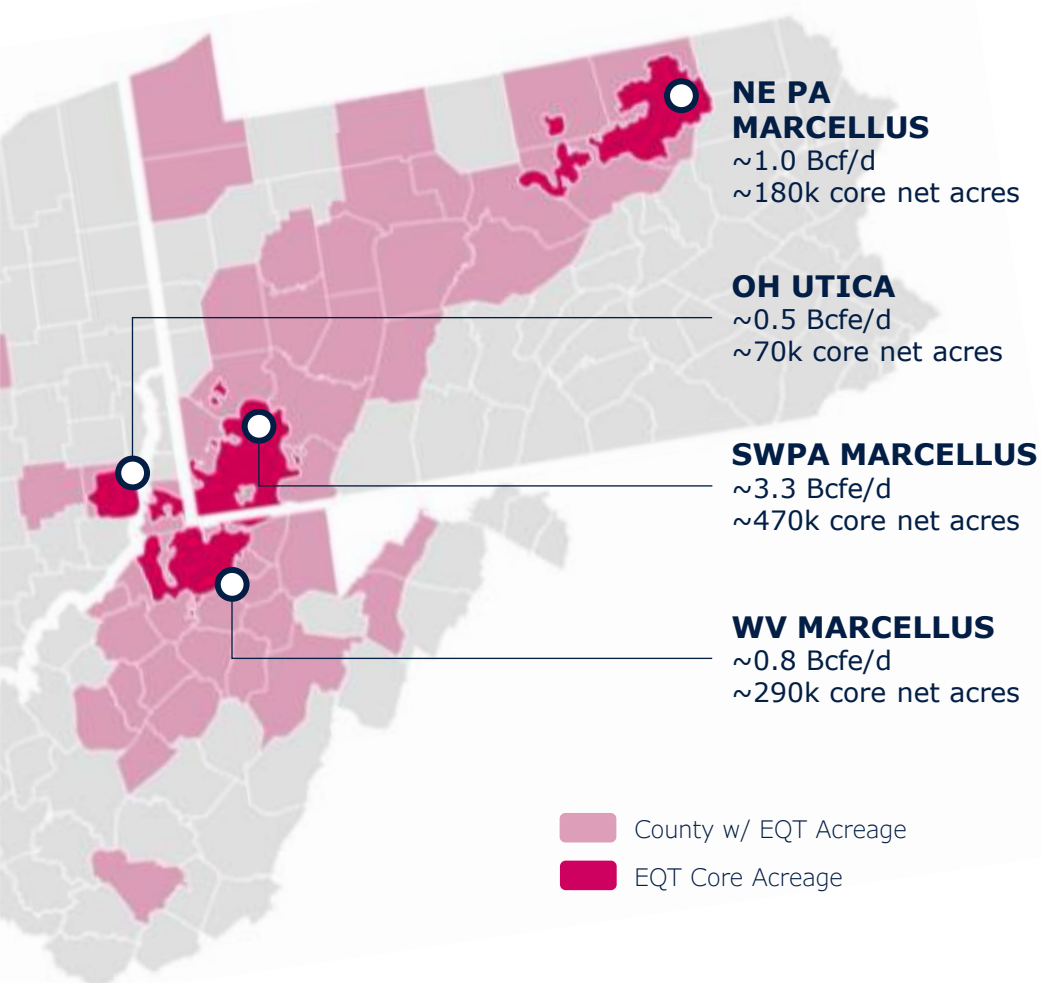 NE PA
MARCELLUS
~1.0 Bcf/d
~180k core net acres
OH UTICA
~0.5 Bcfe/d
~70k core net acres
SWPA MARCELLUS
~3.3 Bcfe/d
~470k core net acres
WV MARCELLUS
~0.8 Bcfe/d
~290k core net acres
County w/ EQT Acreage
EQT Core Acreage